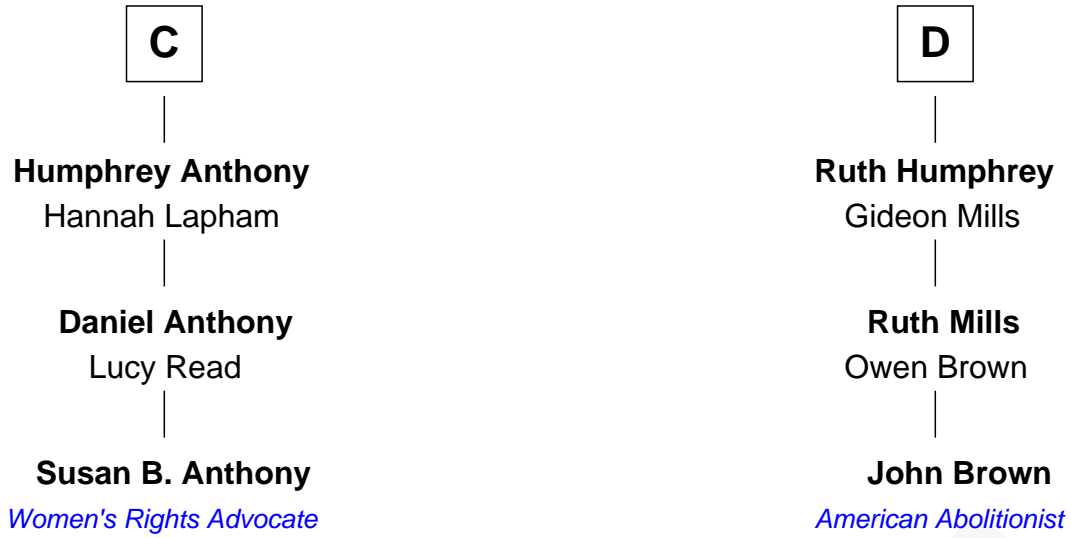 C
Humphrey Anthony
Hannah Lapham
Daniel Anthony
Lucy Read
Susan B. Anthony
Women's Rights Advocate
D
Ruth Humphrey
Gideon Mills
Ruth Mills
Owen Brown
John Brown
American Abolitionist